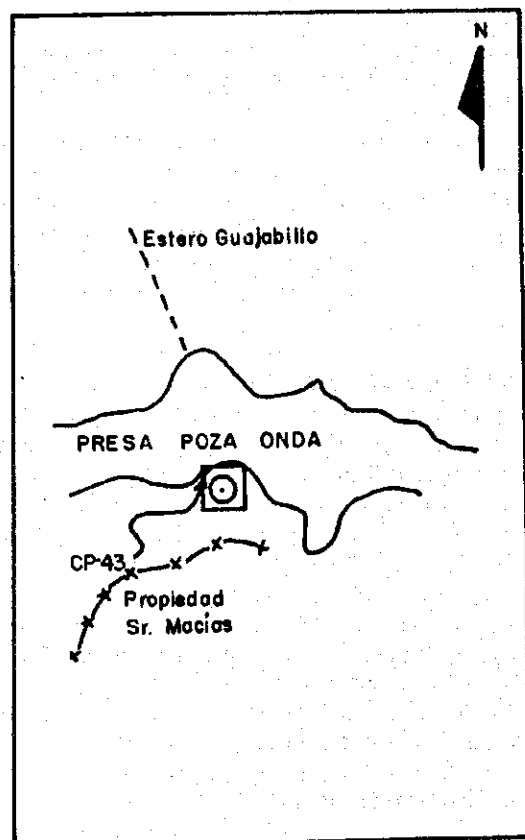 N
Estero Guajabillo
PRESA POZA ONDA
CP-43
Propiedad
Sr. Macías